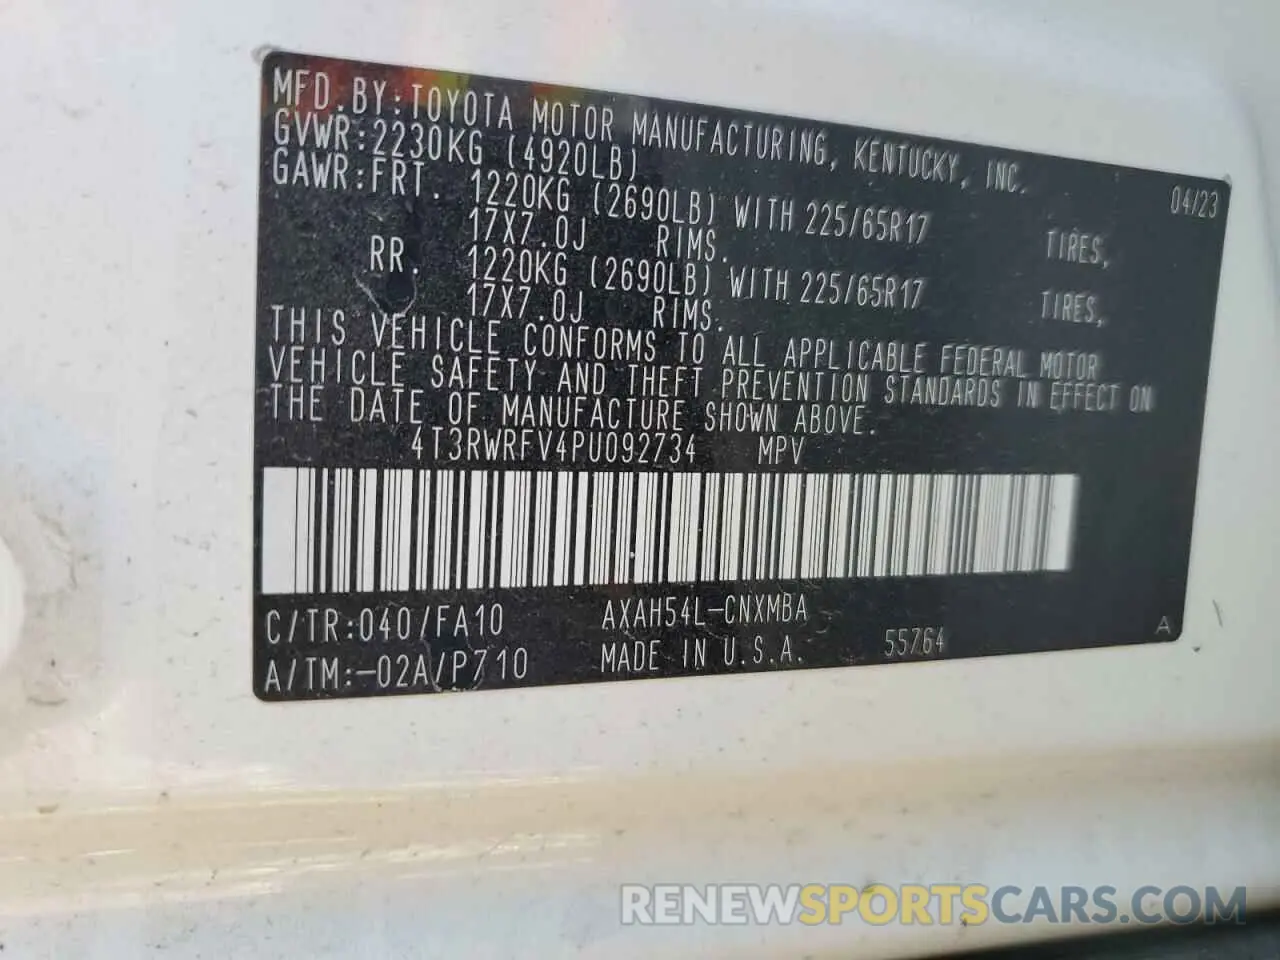 MFD.BY:TOYOTA MOTOR MANUFACTURING, KENTUCKY, INC. 04/23
GVWR:2230KG (4920LB)
GAWR:FRT. 1220KG (2690LB) WITH 225/65R17 TIRES,
17X7.0J RIMS.
RR. 1220KG (2690LB) WITH 225/65R17 TIRES,
17X7.0J RIMS.
THIS VEHICLE CONFORMS TO ALL APPLICABLE FEDERAL MOTOR
VEHICLE SAFETY AND THEFT PREVENTION STANDARDS IN EFFECT ON
THE DATE OF MANUFACTURE SHOWN ABOVE.
4T3RWRFV4PU092734 MPV
C/TR:040/FA10 AXAH54L-CNXMBA
A/TM:-02A/P710 MADE IN U.S.A. 55764 A
RENEWSPORTSCARS.COM